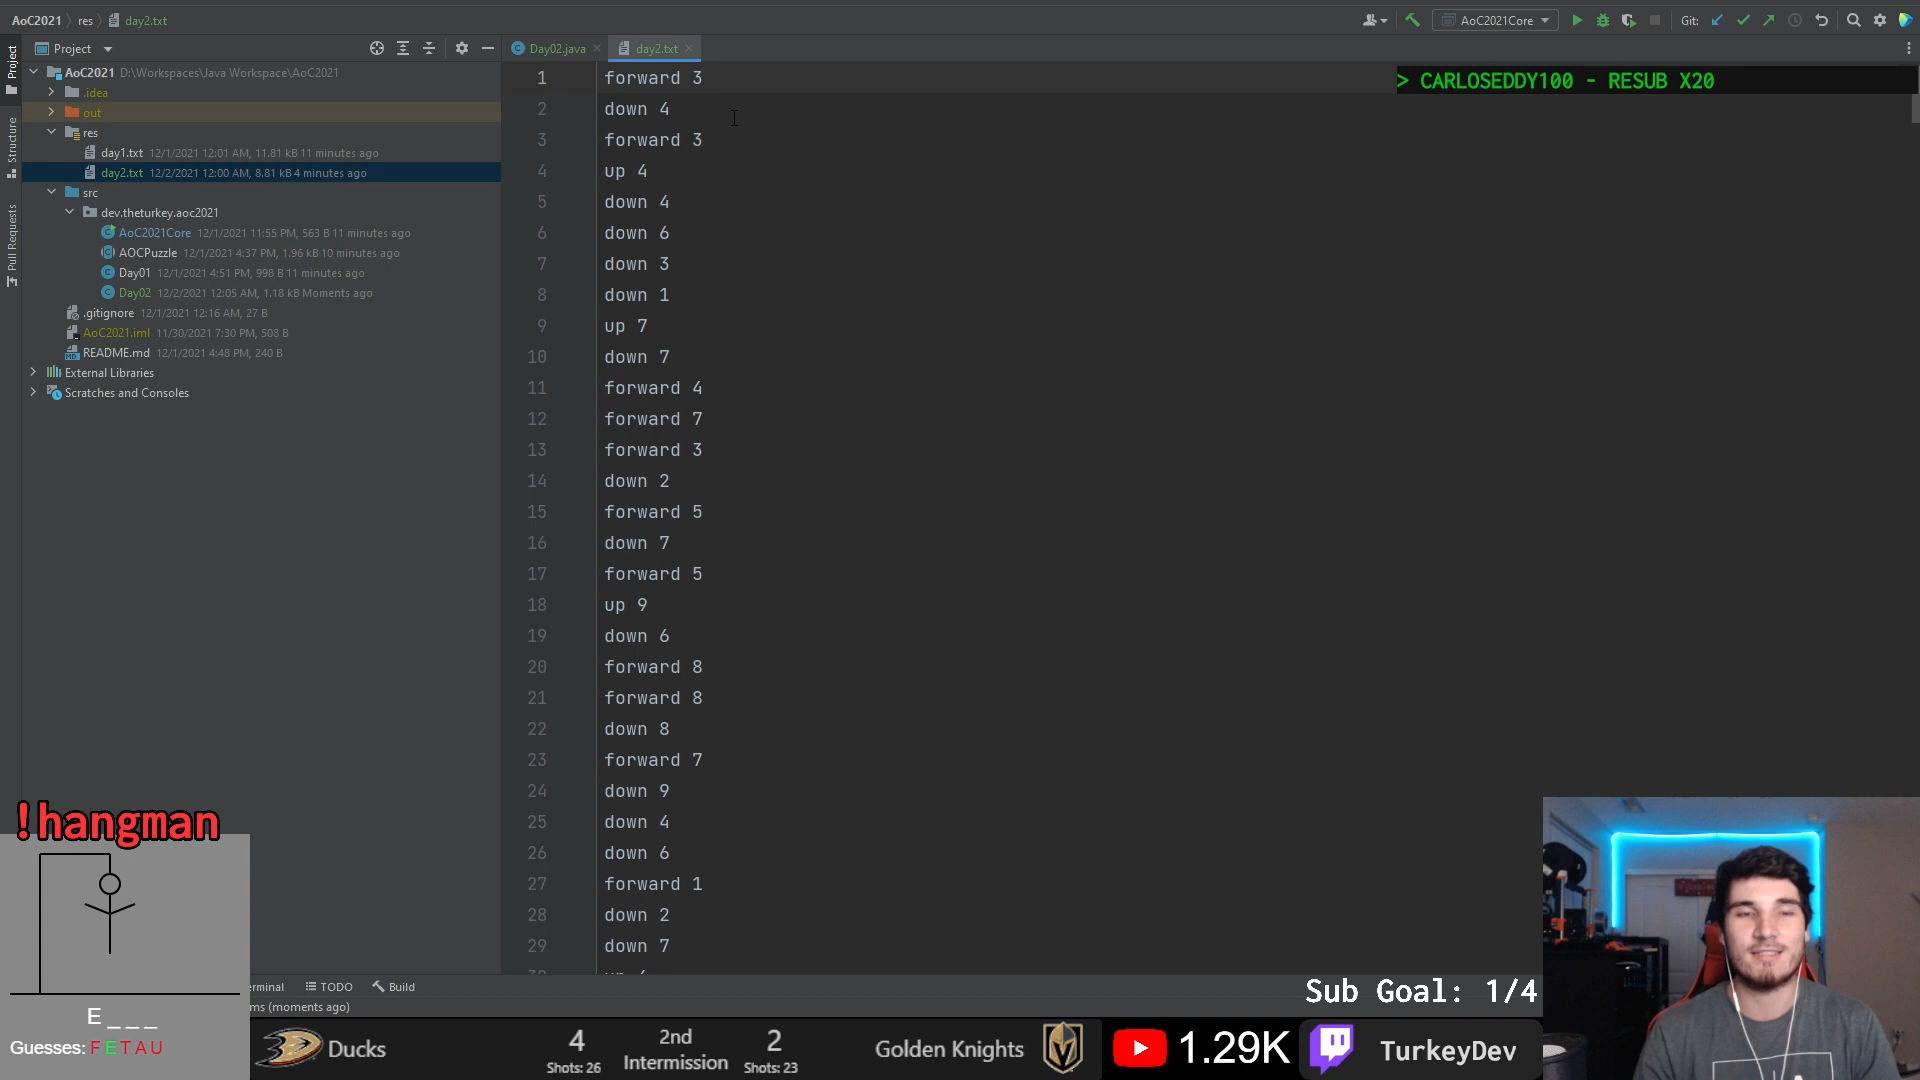 AoC2021 res day2.txt
AoC2021Core
Git:
Project
Day02.java
day2.txt
Project
Structure
Pull Requests
AoC2021 D:\Workspaces\Java Workspace\AoC2021
.idea
out
res
day1.txt 12/1/2021 12:01 AM, 11.81 kB 11 minutes ago
day2.txt 12/2/2021 12:00 AM, 8.81 kB 4 minutes ago
src
dev.theturkey.aoc2021
AoC2021Core 12/1/2021 11:55 PM, 563 B 11 minutes ago
AOCPuzzle 12/1/2021 4:37 PM, 1.96 kB 10 minutes ago
Day01 12/1/2021 4:51 PM, 998 B 11 minutes ago
Day02 12/2/2021 12:05 AM, 1.18 kB Moments ago
.gitignore 12/1/2021 12:16 AM, 27 B
AoC2021.iml 11/30/2021 7:30 PM, 508 B
README.md 12/1/2021 4:48 PM, 240 B
External Libraries
Scratches and Consoles
1 forward 3
2 down 4
3 forward 3
4 up 4
5 down 4
6 down 6
7 down 3
8 down 1
9 up 7
10 down 7
11 forward 4
12 forward 7
13 forward 3
14 down 2
15 forward 5
16 down 7
17 forward 5
18 up 9
19 down 6
20 forward 8
21 forward 8
22 down 8
23 forward 7
24 down 9
25 down 4
26 down 6
27 forward 1
28 down 2
29 down 7
> CARLOSEDDY100 - RESUB X20
!hangman
E _ _ _
Guesses: F E T A U
erminal TODO Build
ms (moments ago)
Sub Goal: 1/4
Ducks
4
Shots: 26
2nd
Intermission
2
Shots: 23
Golden Knights
1.29K
TurkeyDev